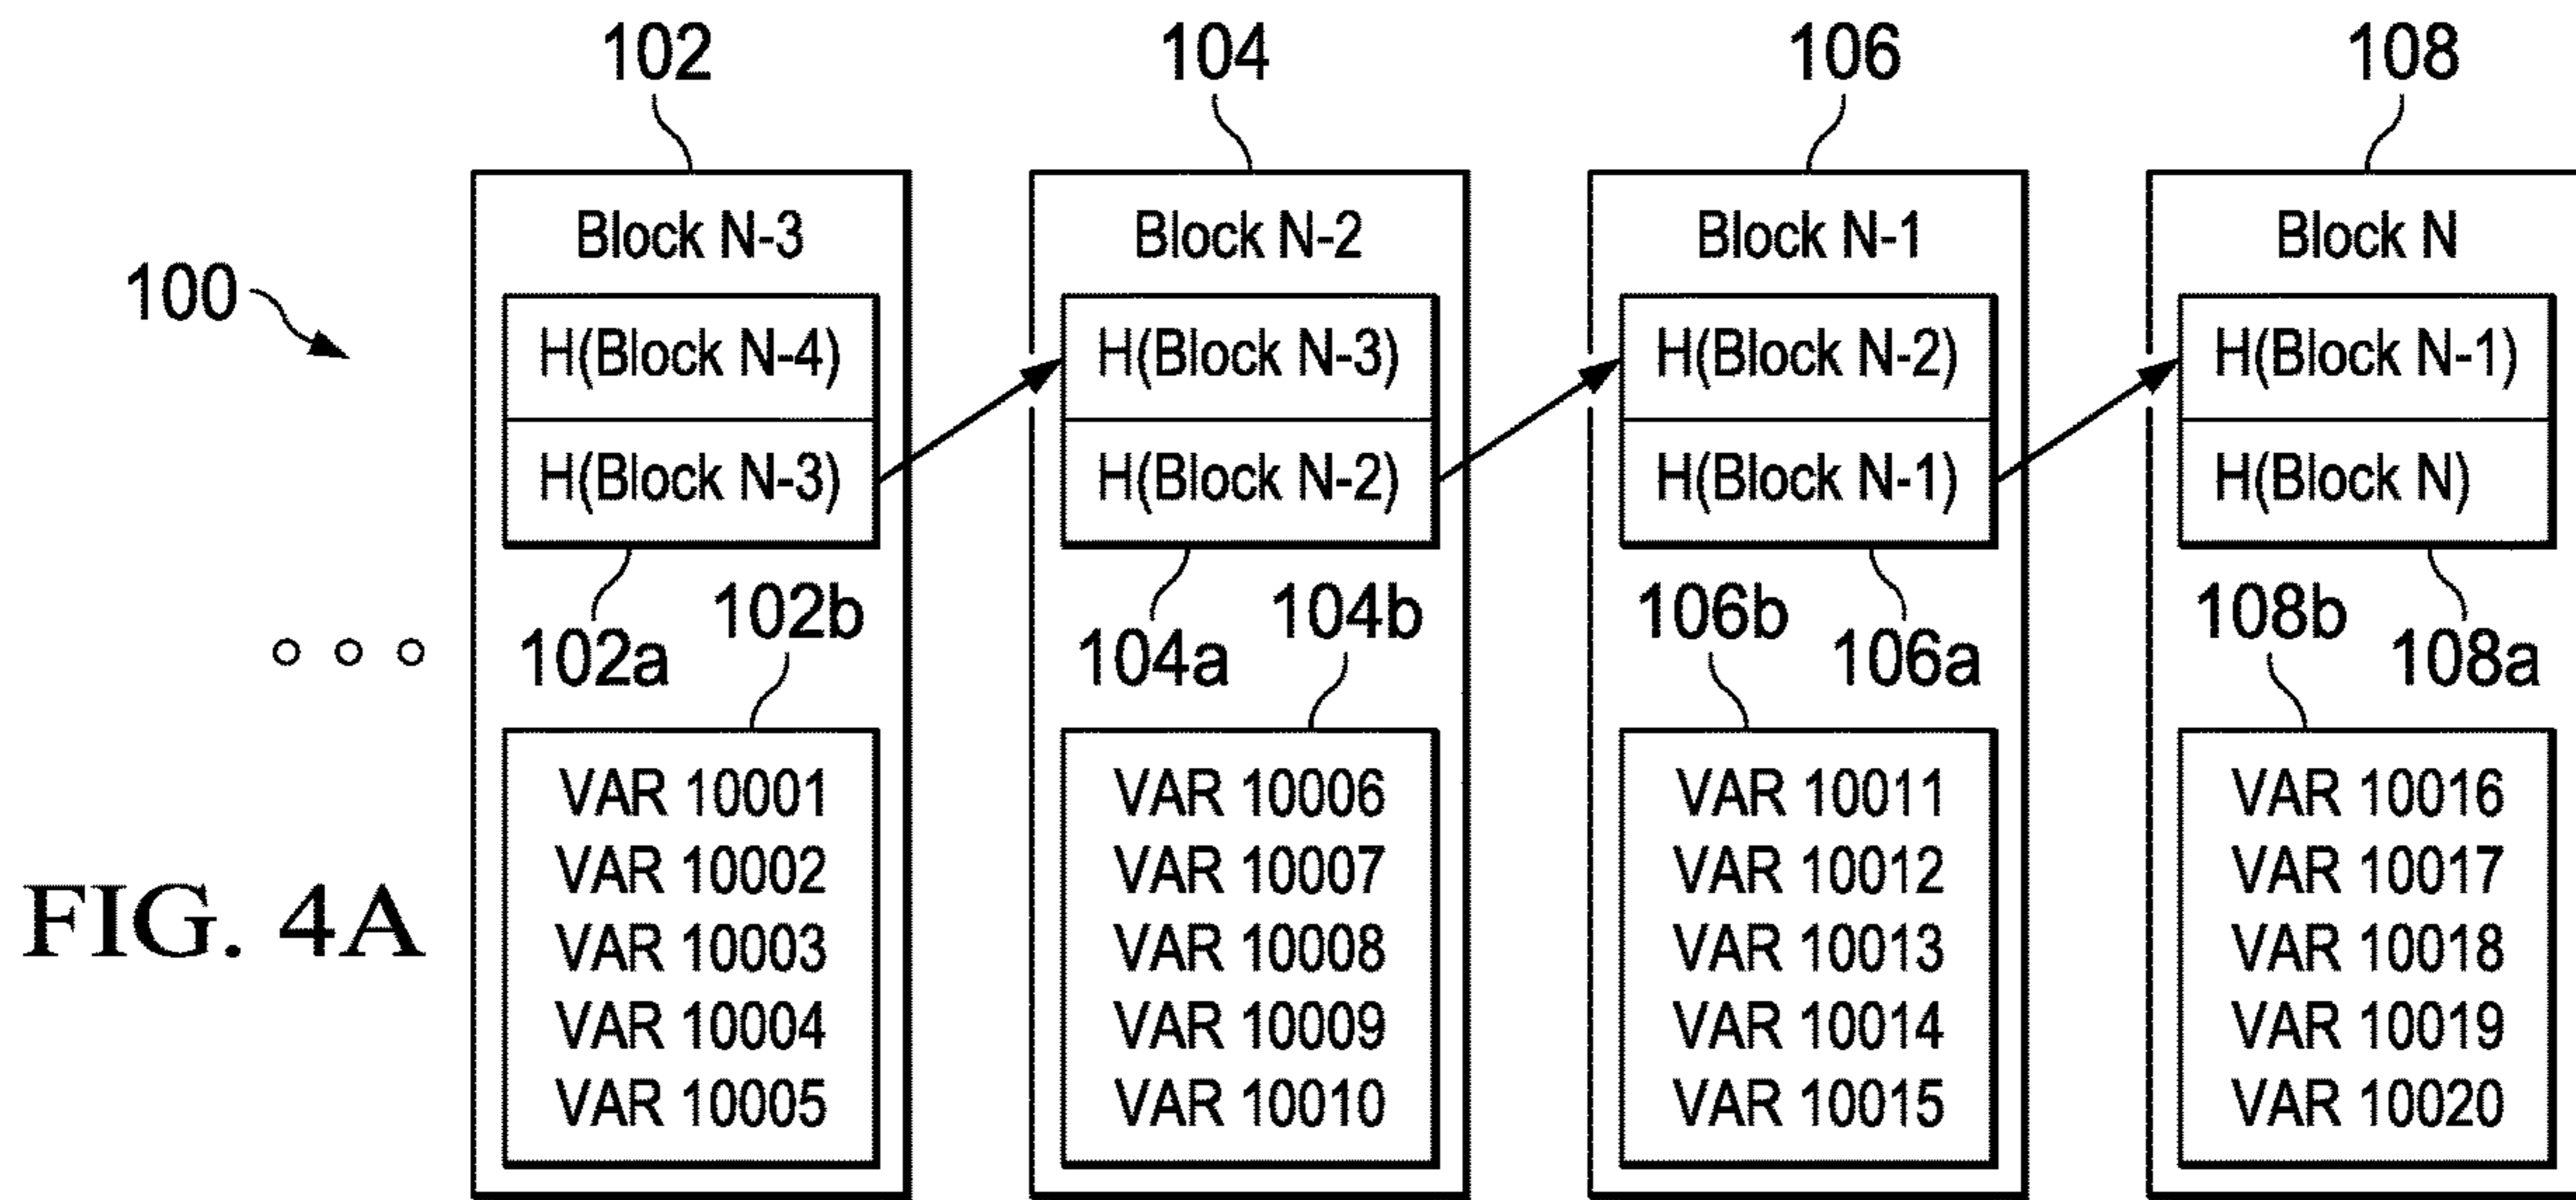 102 104 106 108
100
Block N-3
H(Block N-4)
H(Block N-3)
102a 102b
VAR 10001
VAR 10002
VAR 10003
VAR 10004
VAR 10005
Block N-2
H(Block N-3)
H(Block N-2)
104a 104b
VAR 10006
VAR 10007
VAR 10008
VAR 10009
VAR 10010
Block N-1
H(Block N-2)
H(Block N-1)
106b 106a
VAR 10011
VAR 10012
VAR 10013
VAR 10014
VAR 10015
Block N
H(Block N-1)
H(Block N)
108b 108a
VAR 10016
VAR 10017
VAR 10018
VAR 10019
VAR 10020
FIG. 4A